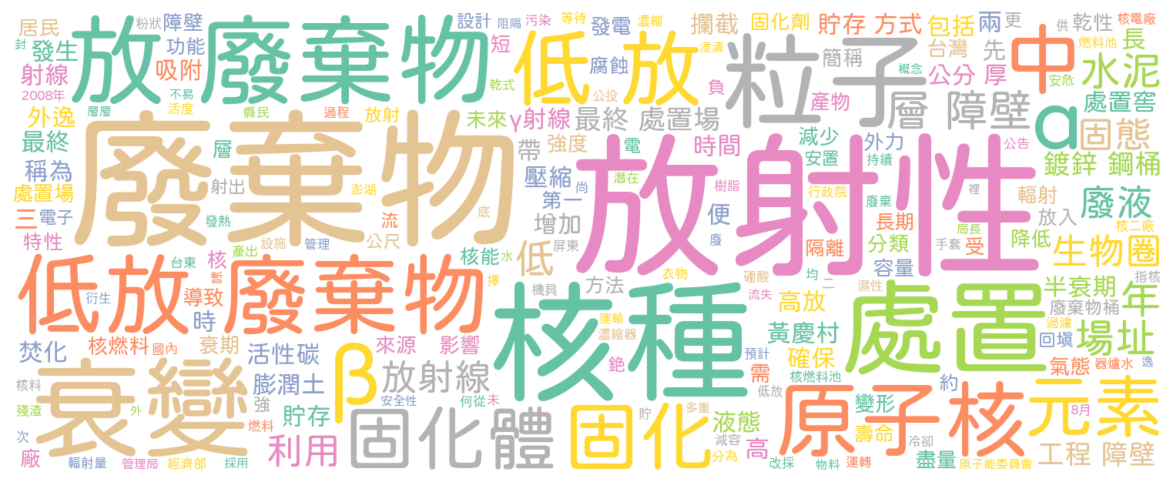 居民 粉狀 障壁 設計 阻隔 污染 等待 發電 濃縮 攔截 固化劑 貯存 方式 包括 兩 更 供 乾性 核電廠
封 發生 放 廢棄物 功能 短 低放 粒子 簡稱 台灣 先 中 燃料池 長
射線 吸附 乾式 腐蝕 澄清 負 概念 公分 厚 安危 水泥
2008年 層層 不易 活度 縣民 過程 放射 公投 產物 層 障壁 α 處置窖
外逸 未來 γ射線 最終 處置場 固態
最終 廢棄物 層 帶 強度 電 時間 減少 外力 公告 鍍鋅 鋼桶
稱為 射出 尚 壓縮 潛在 放射性 安置 持續
處置場 澎湖 第一 樹脂 行政院 廢棄 裡 輻射 廢液
三 電子 發熱 流 底 增加 便 長期 局長 放入 核二廠
特性 設施 管理 公尺 屏東 廢 隔離 分類 手套 受 降低 生物圈
台東 核 產出 核能 水 低 衣物 硼酸 均 二 容量 濕性 指核
低放 廢棄物 暫 擇 機具 方法 流失 高放 處置 半衰期 年
衍生 導致 時 核種 廢棄物桶
運輸 濃縮器 黃慶村 過濾 回填 場址
焚化 核燃料 國內 衰期 活性碳 來源 影響 銫 預計 需 確保 約 氣態 器爐水 逸
核料 衰變 膨潤土 β 放射線 低放 核燃料池 原子核 元素
殘渣 外 強 貯存 安全性 何從 未 貯 多重 液態 變形 8月
次 燃料 利用 固化體 固化 減容 高 壽命 冷卻 盡量 工程 障壁
廠 輻射量 管理局 經濟部 採用 分為 改採 物料 運轉 原子能委員會